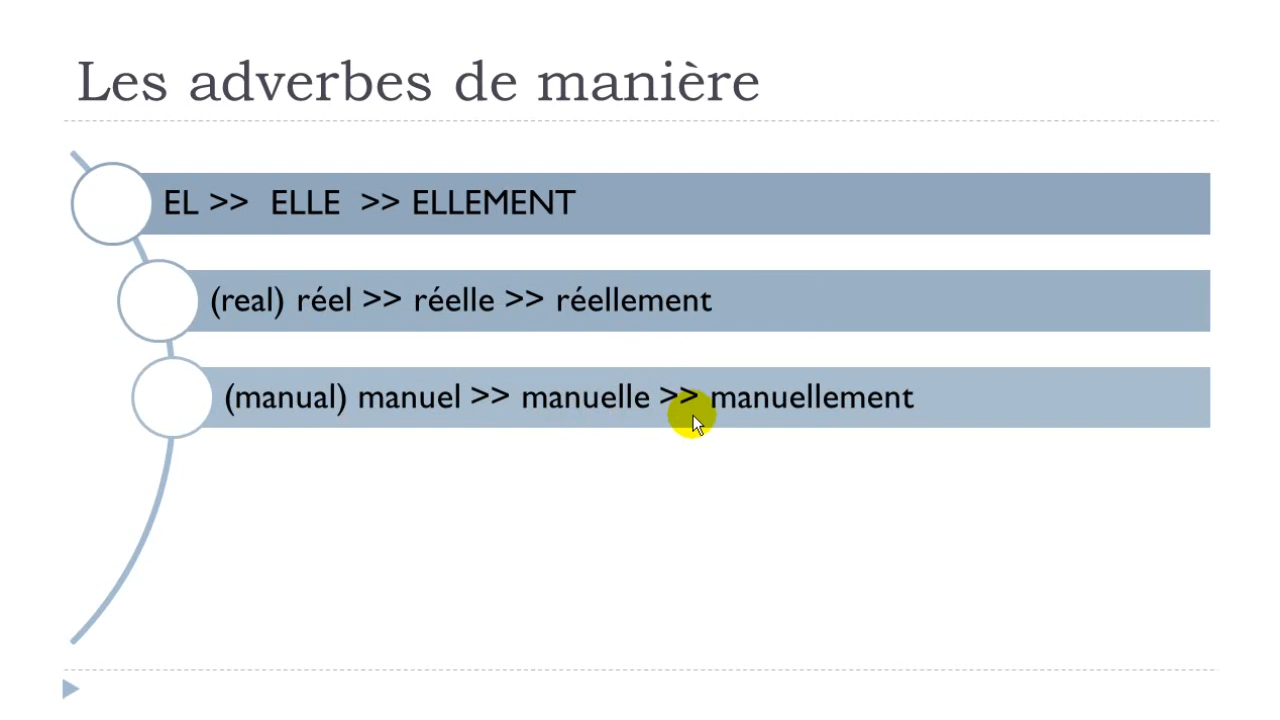 Les adverbes de manière
EL >> ELLE >> ELLEMENT
(real) réel >> réelle >> réellement
(manual) manuel >> manuelle >> manuellement